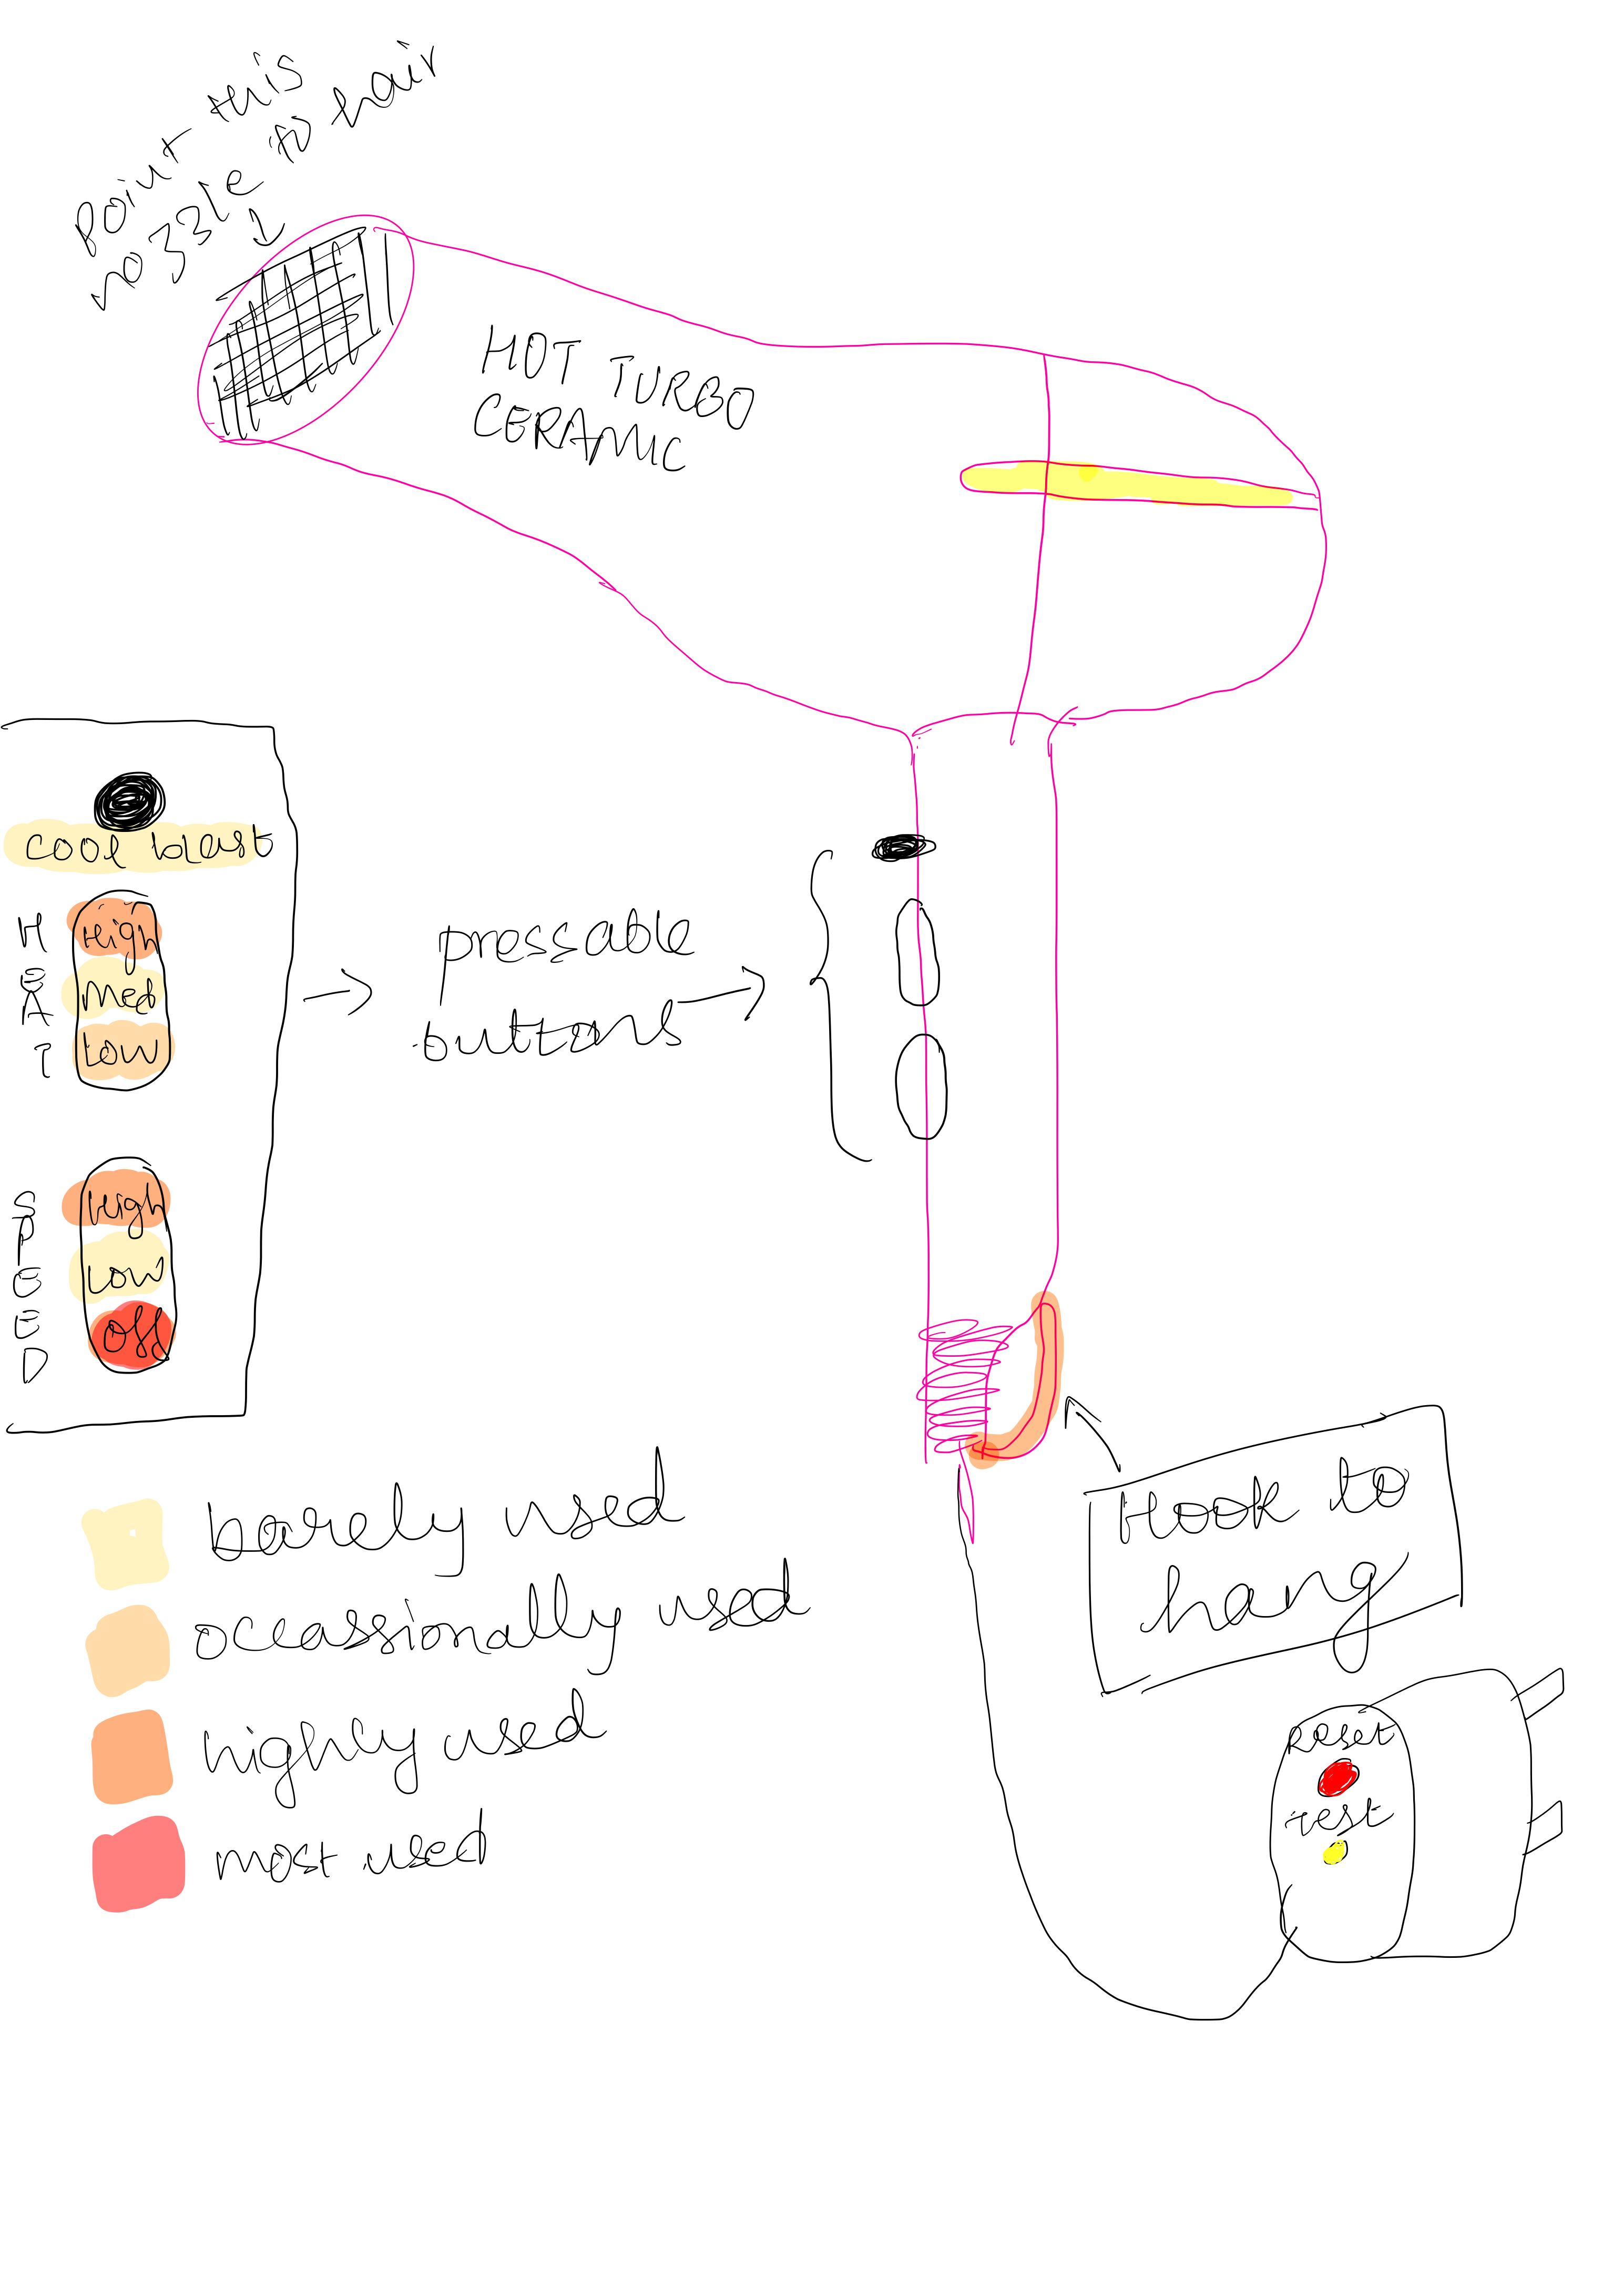 Point this
nozzle to hair
HOT TURBO
CERAMIC
cool blast
HEAT
High
Med
Low
SPEED
High
Low
Off
pressable
buttons
barely used
occassionally used
highly used
most used
Hook to
hang
Reset
Test